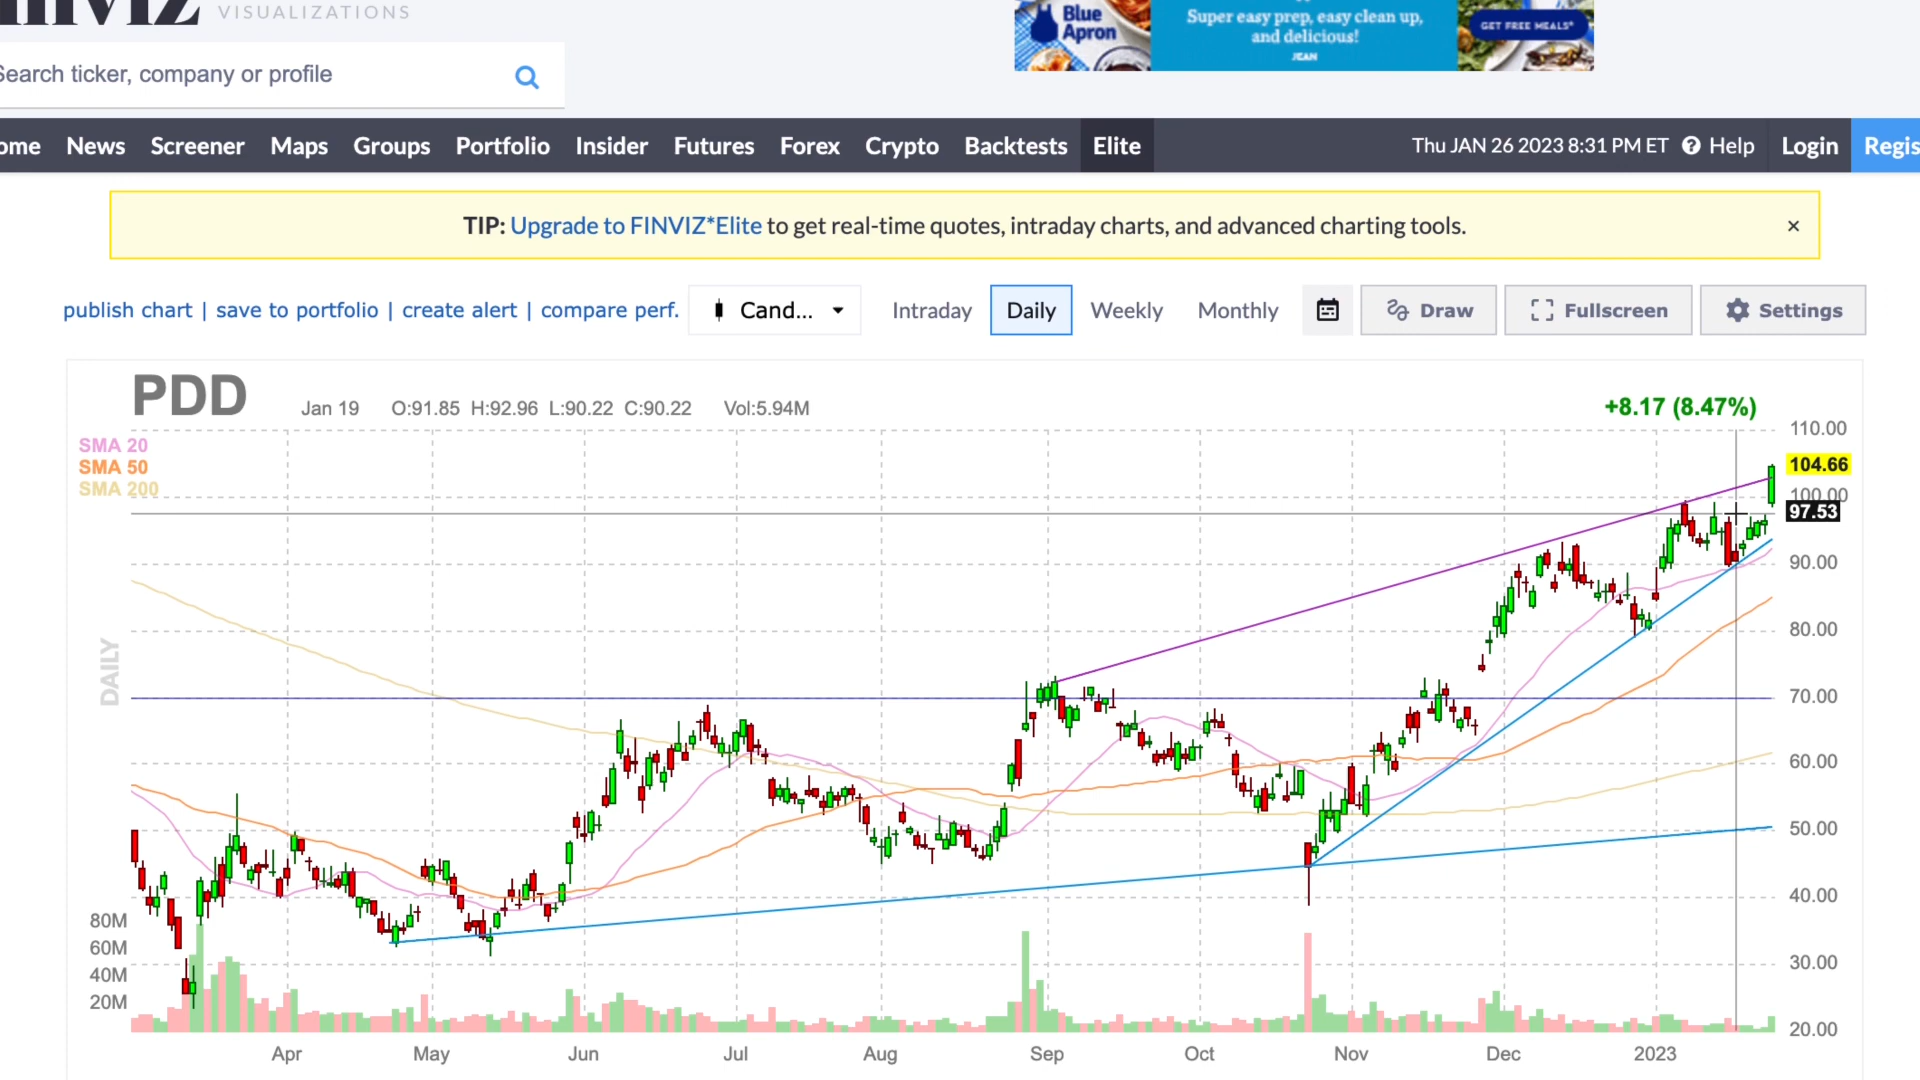 finviz VISUALIZATIONS
Blue Apron
Super easy prep, easy clean up, and delicious!
JEAN
GET FREE MEALS*
Search ticker, company or profile
ome News Screener Maps Groups Portfolio Insider Futures Forex Crypto Backtests Elite Thu JAN 26 2023 8:31 PM ET ? Help Login Regis
TIP: Upgrade to FINVIZ*Elite to get real-time quotes, intraday charts, and advanced charting tools. ×
publish chart | save to portfolio | create alert | compare perf. Cand... Intraday Daily Weekly Monthly Draw Fullscreen Settings
PDD Jan 19 O:91.85 H:92.96 L:90.22 C:90.22 Vol:5.94M +8.17 (8.47%)
SMA 20
SMA 50
SMA 200
DAILY
110.00
104.66
100.00
97.53
90.00
80.00
70.00
60.00
50.00
40.00
30.00
20.00
80M
60M
40M
20M
Apr May Jun Jul Aug Sep Oct Nov Dec 2023